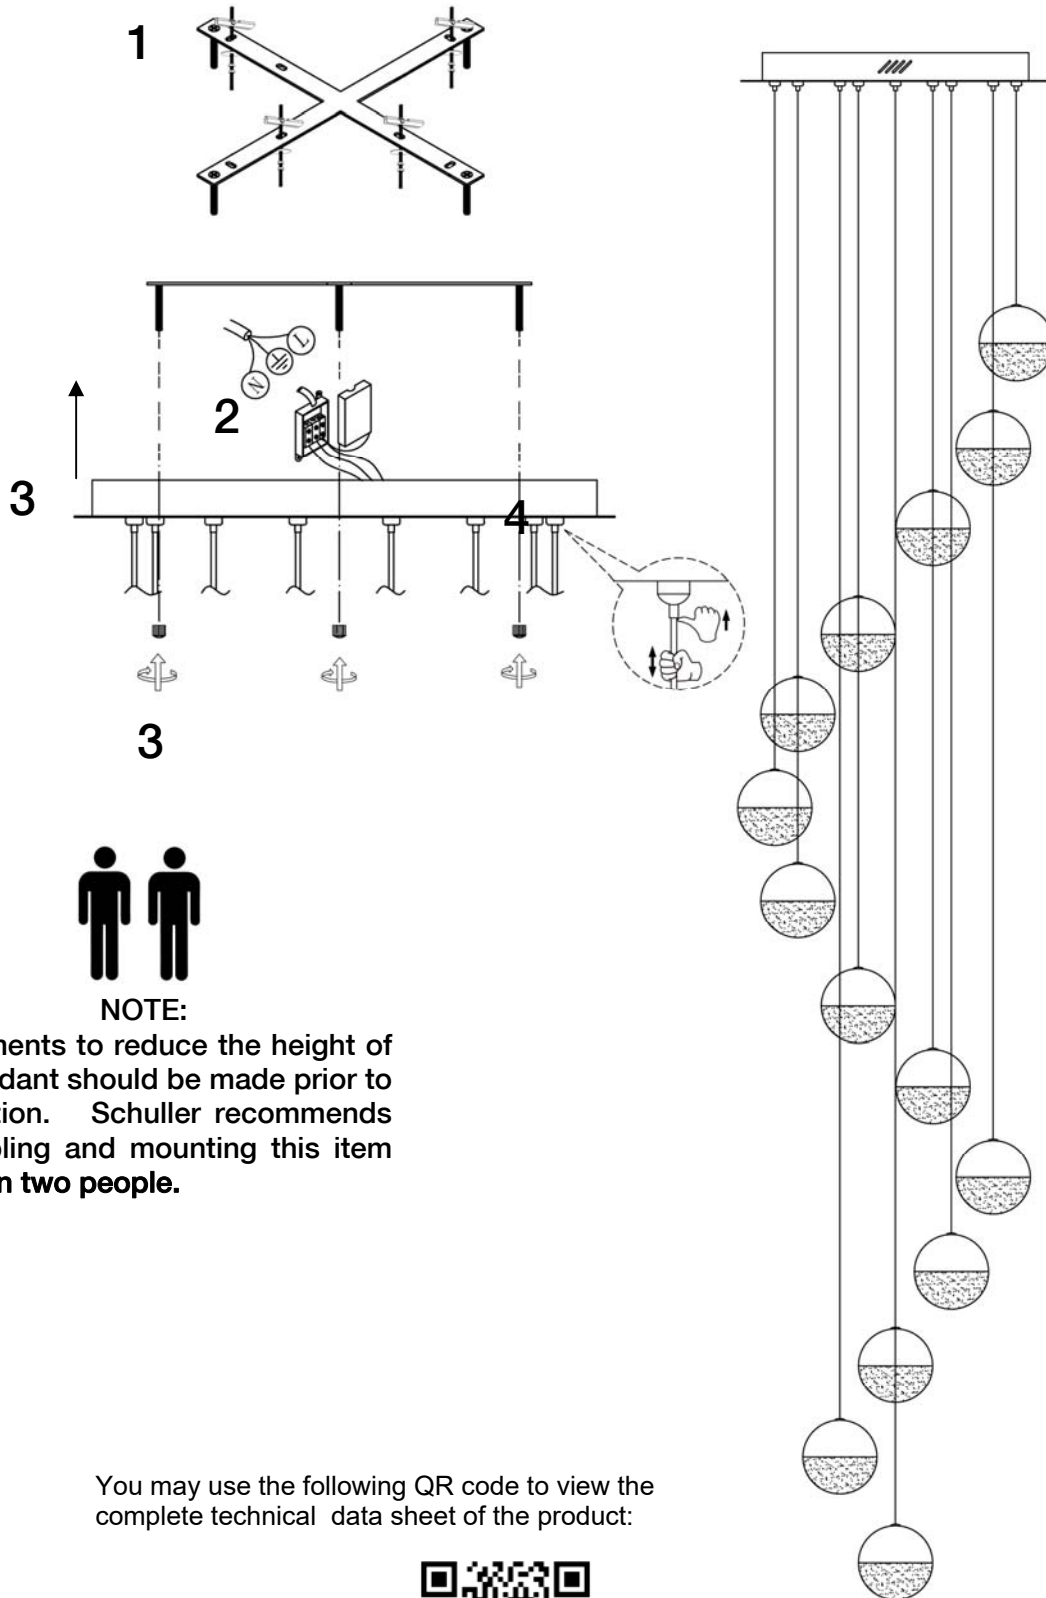 1
N
L
2
3
4
3
NOTE:
ments to reduce the height of
dant should be made prior to
tion. Schuller recommends
bling and mounting this item
n two people.
You may use the following QR code to view the
complete technical data sheet of the product: